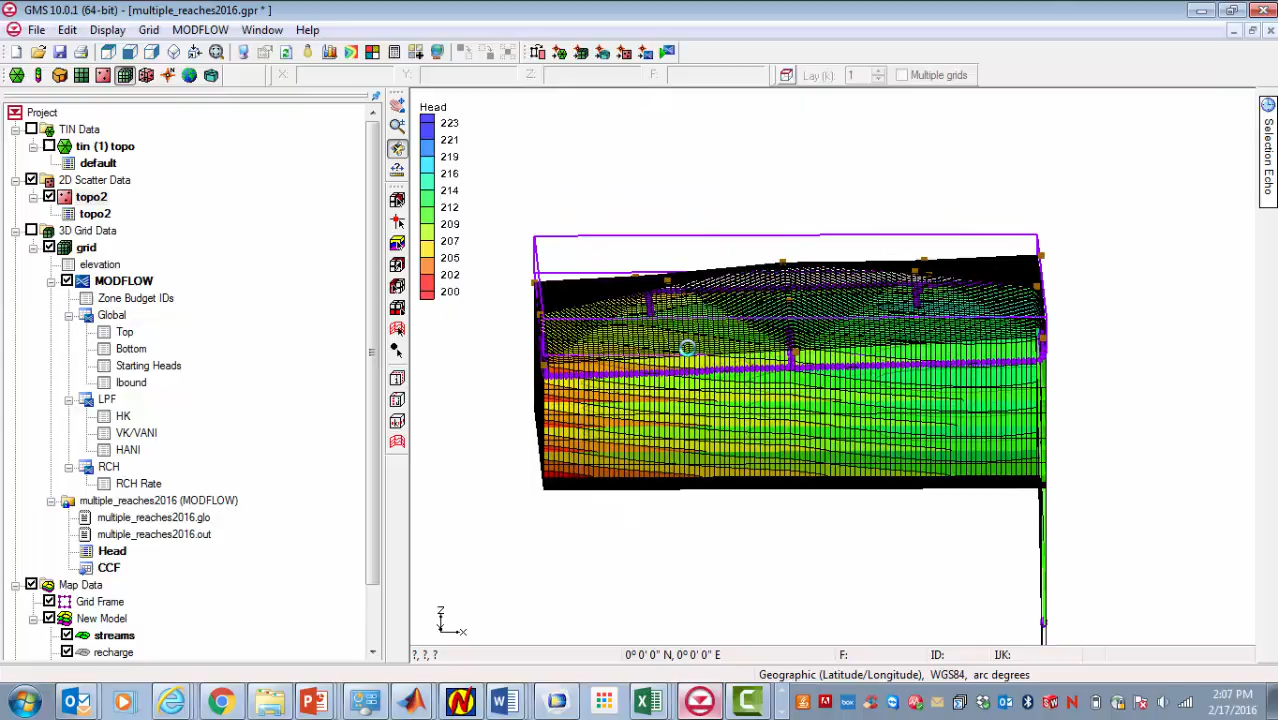 GMS 10.0.1 (64-bit) - [multiple_reaches2016.gpr * ]
File Edit Display Grid MODFLOW Window Help
X: Y: Z: F: Lay (k): 1 Multiple grids
Project
TIN Data
tin (1) topo
default
2D Scatter Data
topo2
topo2
3D Grid Data
grid
elevation
MODFLOW
Zone Budget IDs
Global
Top
Bottom
Starting Heads
Ibound
LPF
HK
VK/VANI
HANI
RCH
RCH Rate
multiple_reaches2016 (MODFLOW)
multiple_reaches2016.glo
multiple_reaches2016.out
Head
CCF
Map Data
Grid Frame
New Model
streams
recharge
Head
223
221
219
216
214
212
209
207
205
202
200
Z
X
Selection Echo
?, ?, ? 0º 0' 0" N, 0º 0' 0" E F: ID: IJK:
Geographic (Latitude/Longitude), WGS84, arc degrees
2:07 PM
2/17/2016